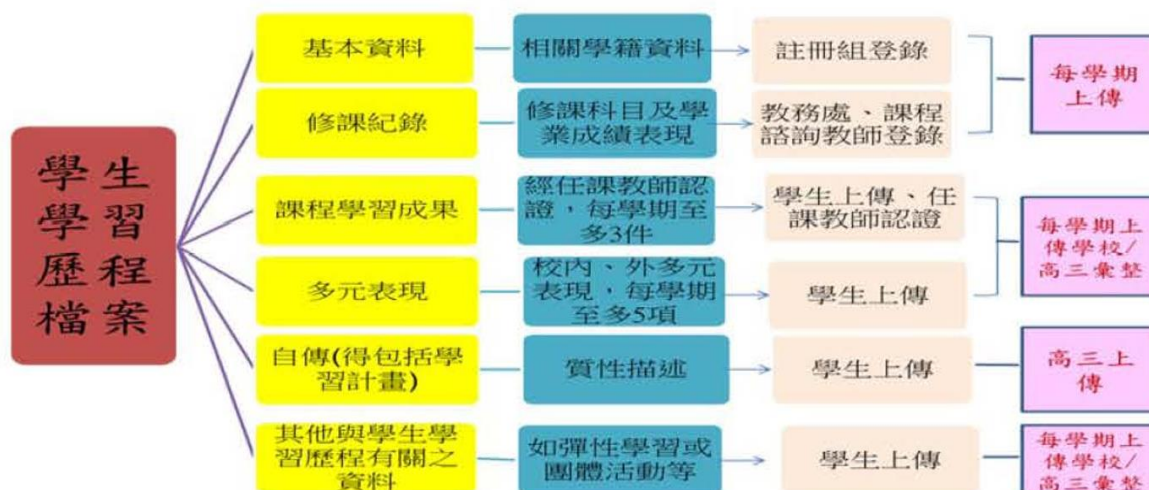 學生
學習
歷程
檔案
基本資料
相關學籍資料
註冊組登錄
每學期
上傳
修課紀錄
修課科目及學
業成績表現
教務處、課程
諮詢教師登錄
課程學習成果
經任課教師認
證，每學期至
多3件
學生上傳、任
課教師認證
每學期上
傳學校/
高三彙整
多元表現
校內、外多元
表現，每學期
至多5項
學生上傳
自傳(得包括學
習計畫)
質性描述
學生上傳
高三上
傳
其他與學生學
習歷程有關之
資料
如彈性學習或
團體活動等
學生上傳
每學期上
傳學校/
高三彙整